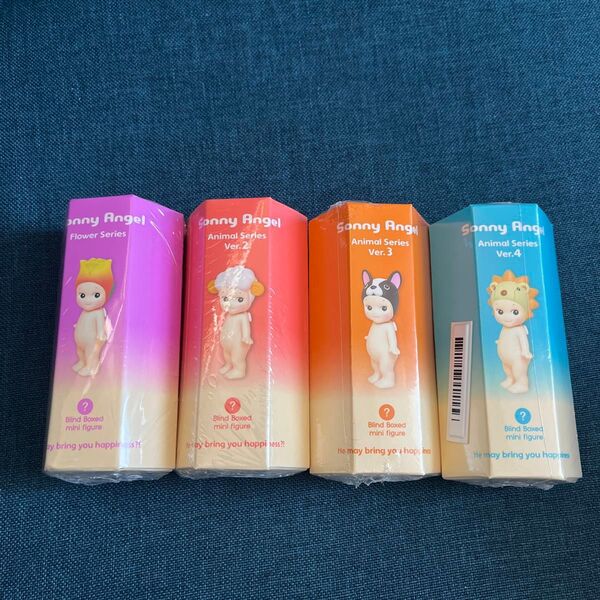 Sonny Angel
Flower Series
?
Blind Boxed
mini figure
may bring you happiness?!
Sonny Angel
Animal Series
Ver.2
?
Blind Boxed
mini figure
may bring you happiness?!
Sonny Angel
Animal Series
Ver.3
?
Blind Boxed
mini figure
He may bring you happiness
Sonny Angel
Animal Series
Ver.4
?
Blind Boxed
mini figure
He may bring you happiness